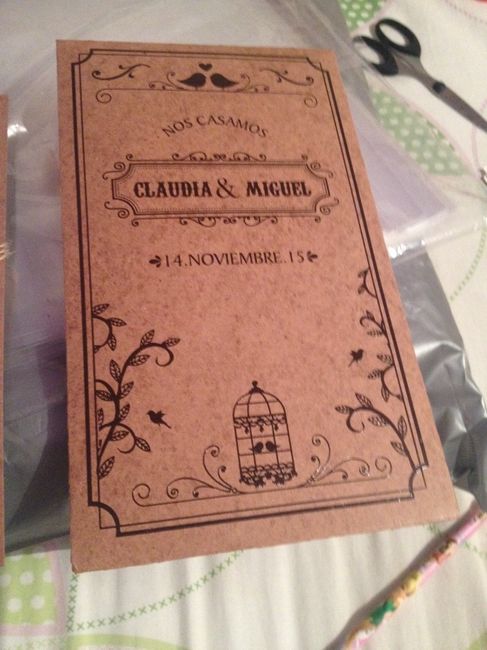 NOS CASAMOS
CLAUDIA & MIGUEL
14.NOVIEMBRE.15